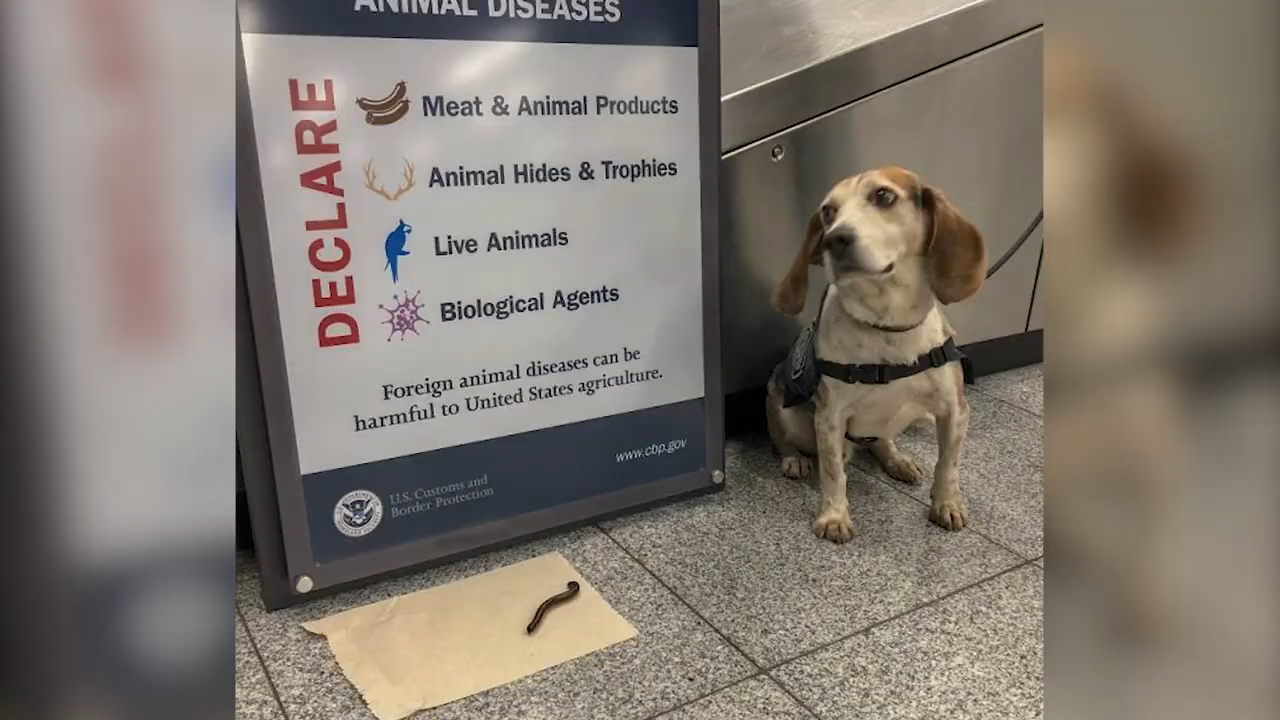 ANIMAL DISEASES
DECLARE
Meat & Animal Products
Animal Hides & Trophies
Live Animals
Biological Agents
Foreign animal diseases can be
harmful to United States agriculture.
www.cbp.gov
U.S. Customs and
Border Protection